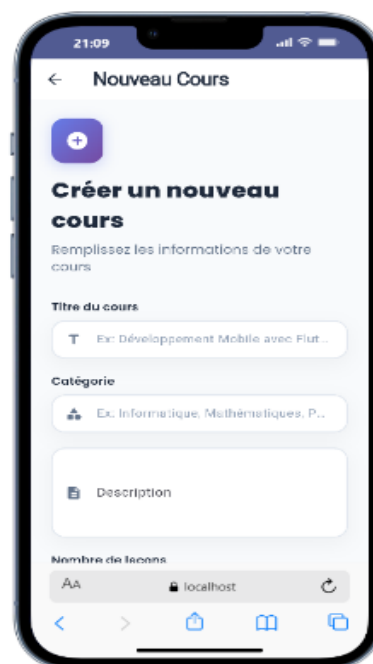 21:09
Nouveau Cours
Créer un nouveau
cours
Remplissez les informations de votre
cours
Titre du cours
T Ex: Développement Mobile avec Flut...
Catégorie
Ex: Informatique, Mathématiques, P...
Description
Nombre de leçons
AA
localhost